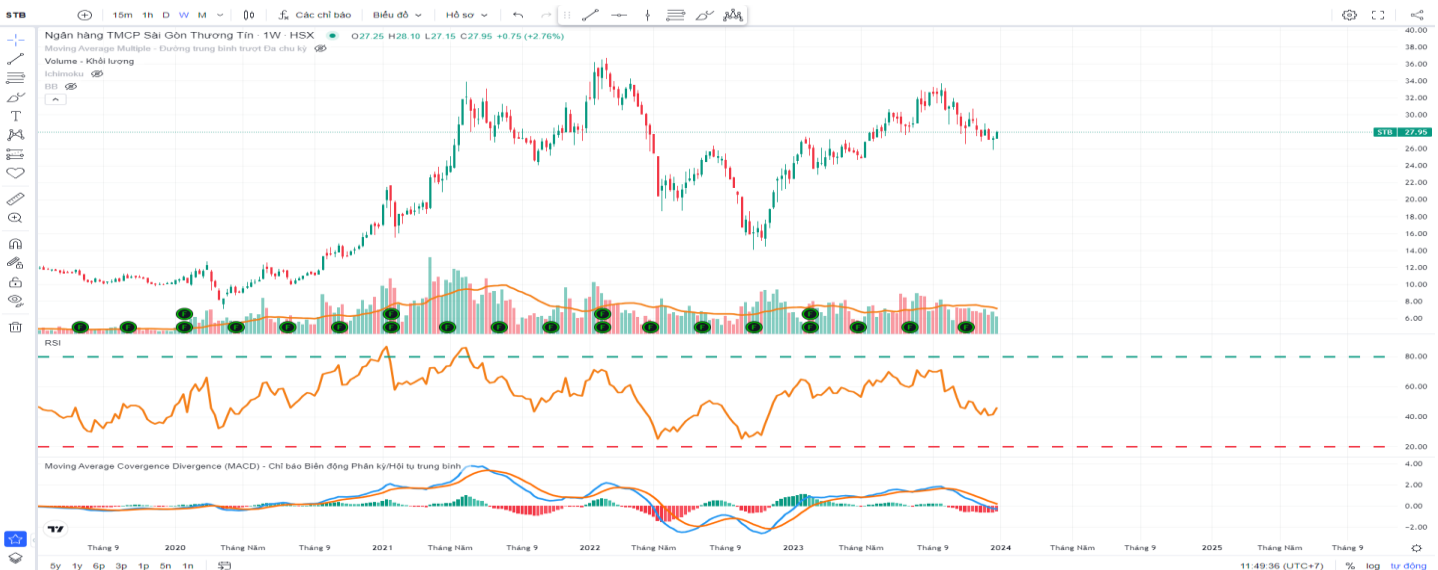 STB 15m 1h D W M Các chỉ báo Biểu đồ Hồ sơ
Ngân hàng TMCP Sài Gòn Thương Tín · 1W · HSX O27.25 H28.10 L27.15 C27.95 +0.75 (+2.76%)
Moving Average Multiple - Đường trung bình trượt Đa chu kỳ
Volume - Khối lượng
Ichimoku
BB
40.00
38.00
36.00
34.00
32.00
30.00
STB 27.95
26.00
24.00
22.00
20.00
18.00
16.00
14.00
12.00
10.00
8.00
6.00
RSI
80.00
60.00
40.00
20.00
Moving Average Covergence Divergence (MACD) - Chỉ báo Biến động Phân kỳ/Hội tụ trung bình
4.00
2.00
0.00
−2.00
Tháng 9 2020 Tháng Năm Tháng 9 2021 Tháng Năm Tháng 9 2022 Tháng Năm Tháng 9 2023 Tháng Năm Tháng 9 2024 Tháng Năm Tháng 9 2025 Tháng Năm Tháng 9
5y 1y 6p 3p 1p 5n 1n 11:49:36 (UTC+7) % log tự động